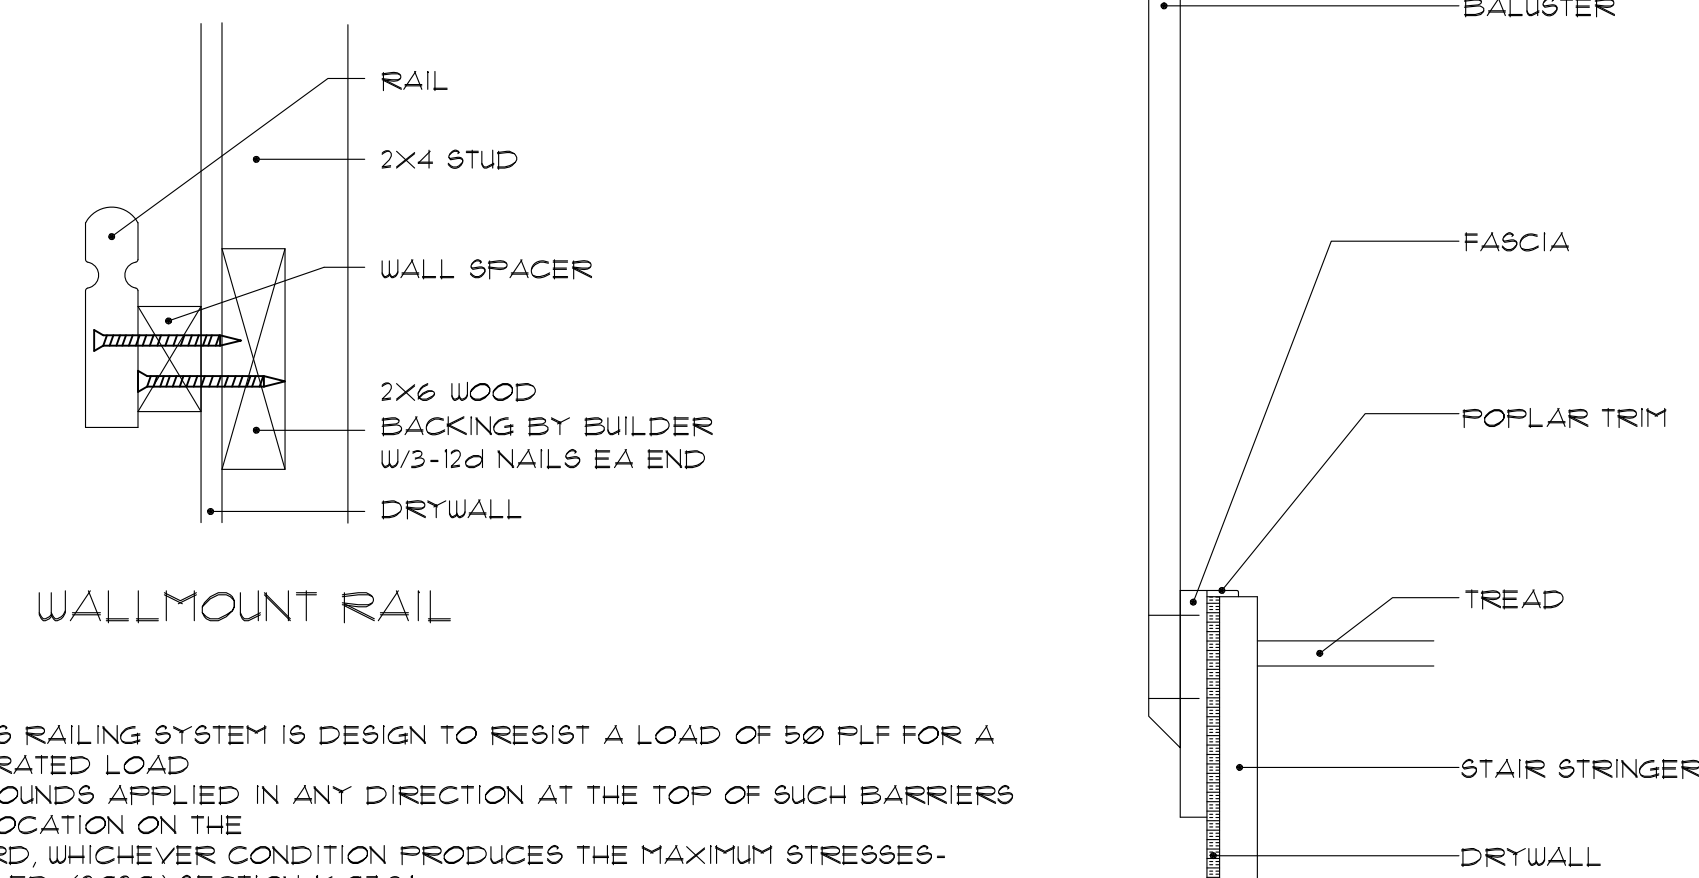 RAIL
2X4 STUD
WALL SPACER
2X6 WOOD
BACKING BY BUILDER
W/3-12d NAILS EA END
DRYWALL
WALLMOUNT RAIL
S RAILING SYSTEM IS DESIGN TO RESIST A LOAD OF 50 PLF FOR A
RATED LOAD
OUNDS APPLIED IN ANY DIRECTION AT THE TOP OF SUCH BARRIERS
OCATION ON THE
RD, WHICHEVER CONDITION PRODUCES THE MAXIMUM STRESSES-
BALUSTER
FASCIA
POPLAR TRIM
TREAD
STAIR STRINGER
DRYWALL